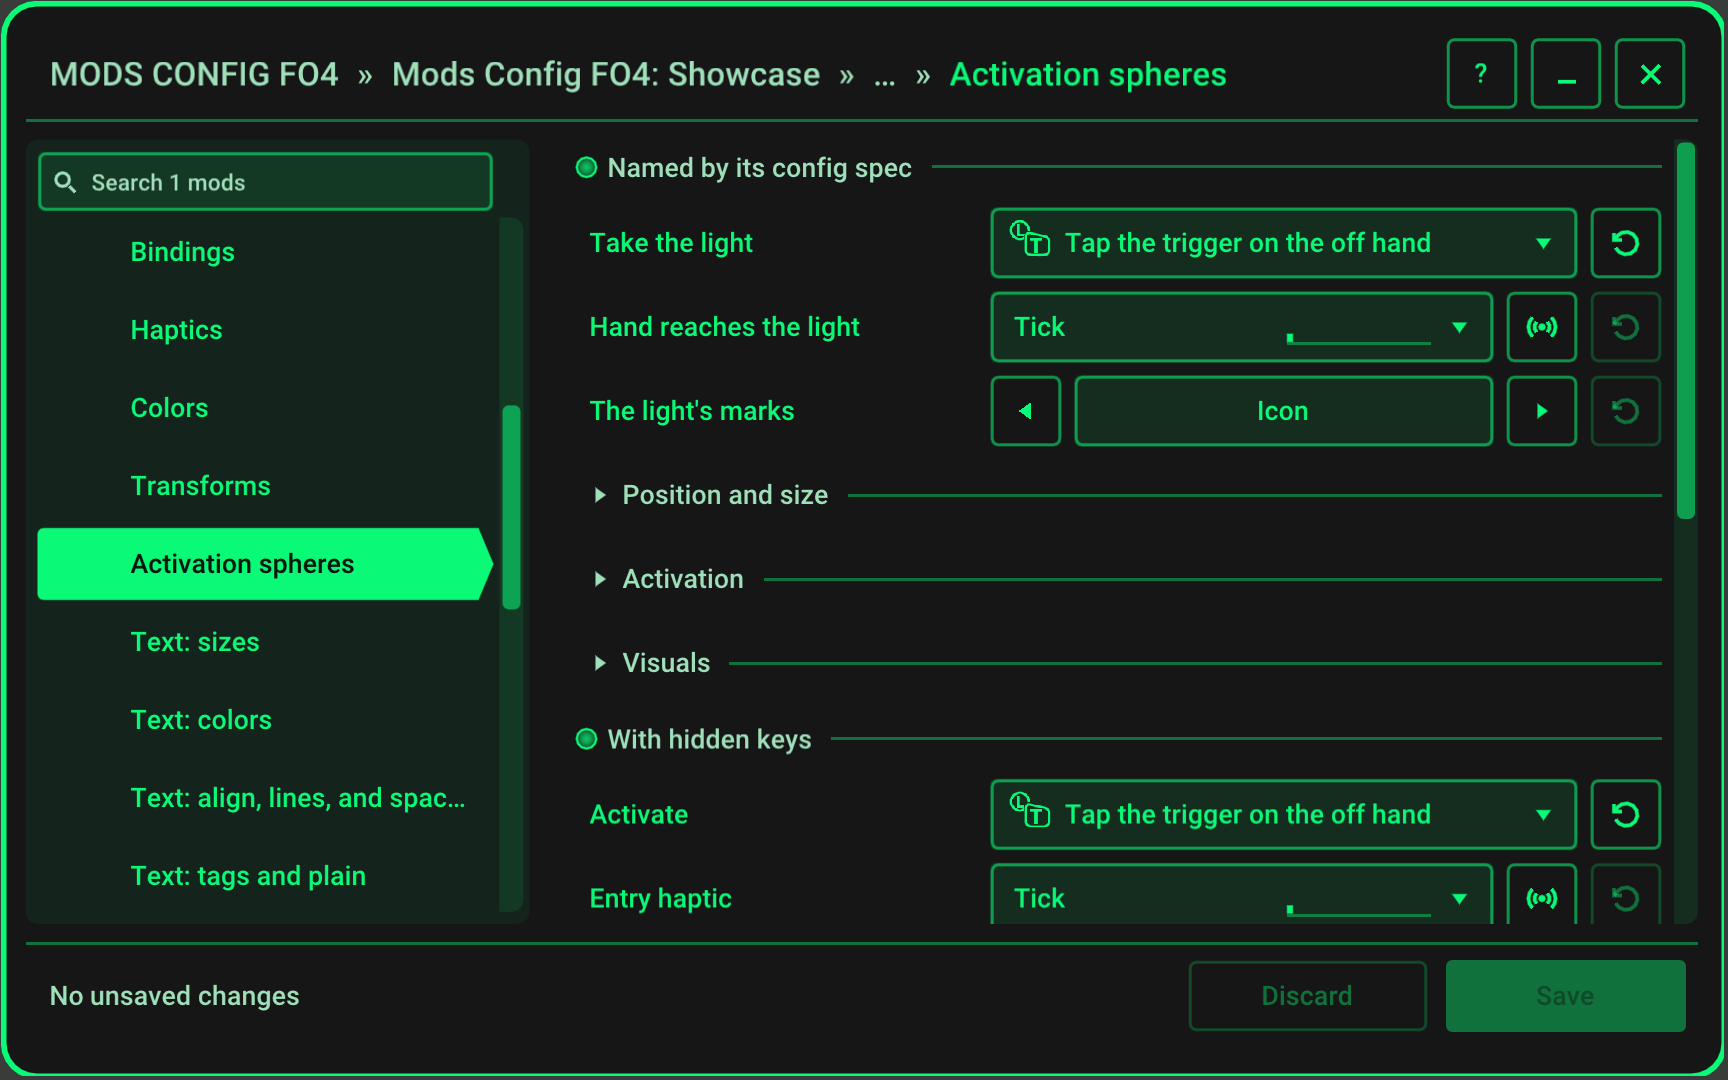 MODS CONFIG FO4 » Mods Config FO4: Showcase » ... » Activation spheres
?
Search 1 mods
Bindings
Haptics
Colors
Transforms
Activation spheres
Text: sizes
Text: colors
Text: align, lines, and spac...
Text: tags and plain
Named by its config spec
Take the light
L T Tap the trigger on the off hand
Hand reaches the light
Tick
The light's marks
Icon
Position and size
Activation
Visuals
With hidden keys
Activate
L T Tap the trigger on the off hand
Entry haptic
Tick
No unsaved changes
Discard
Save